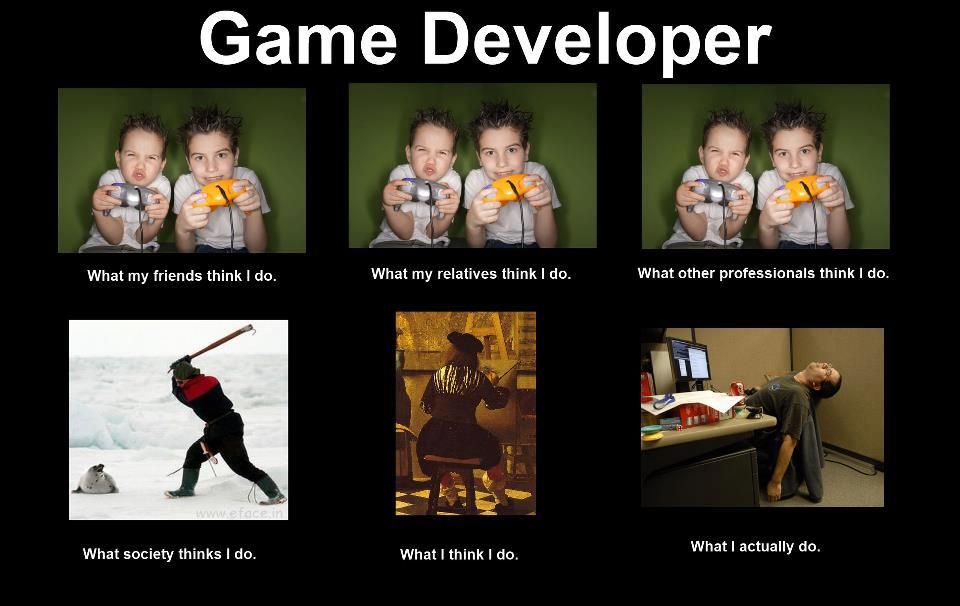 Game Developer
What my friends think I do.
What my relatives think I do.
What other professionals think I do.
www.eface.in
What society thinks I do.
What I think I do.
What I actually do.